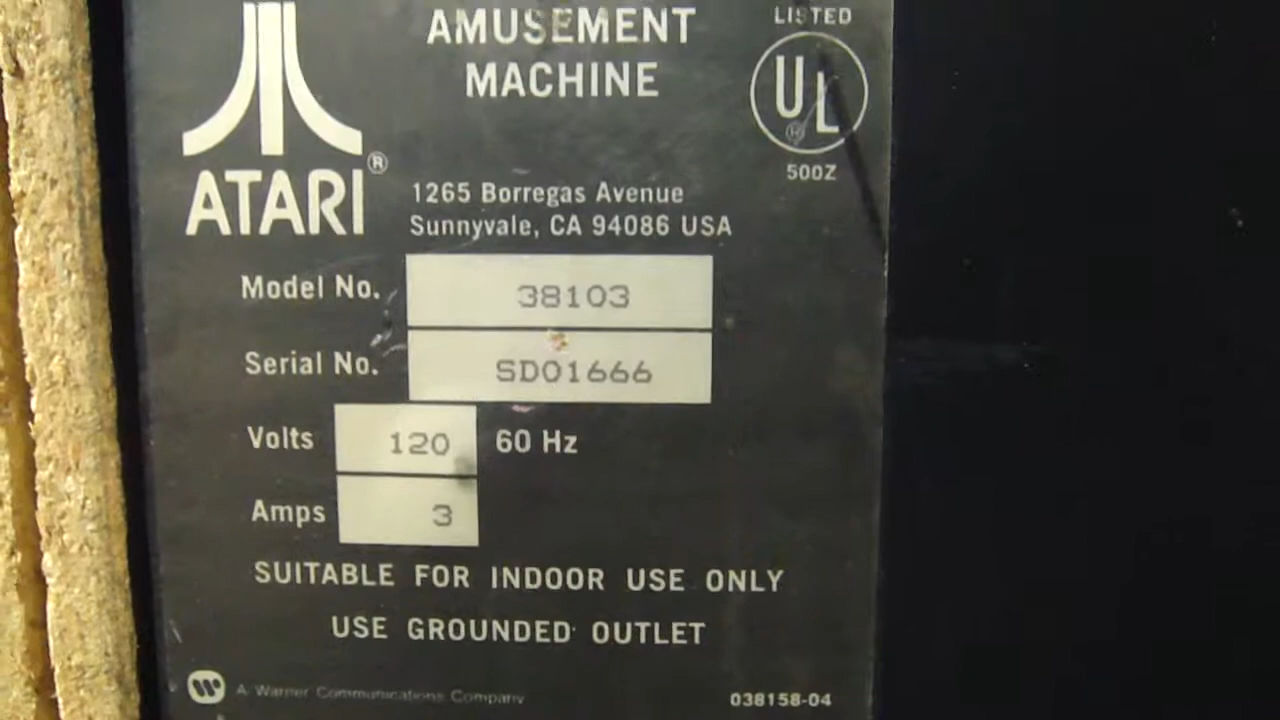 AMUSEMENT
MACHINE
LISTED
UL
®
500Z
ATARI®
1265 Borregas Avenue
Sunnyvale, CA 94086 USA
Model No. 38103
Serial No. SD01666
Volts 120 60 Hz
Amps 3
SUITABLE FOR INDOOR USE ONLY
USE GROUNDED OUTLET
A Warner Communications Company
038158-04